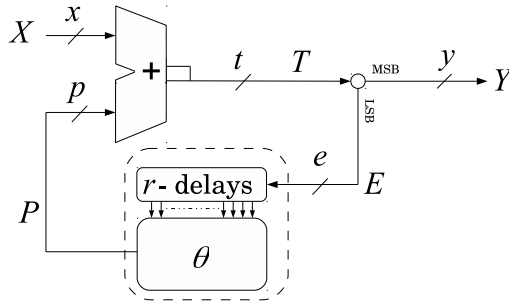 X x
t T MSB y Y
+
p
LSB
e E
r - delays
P
θ